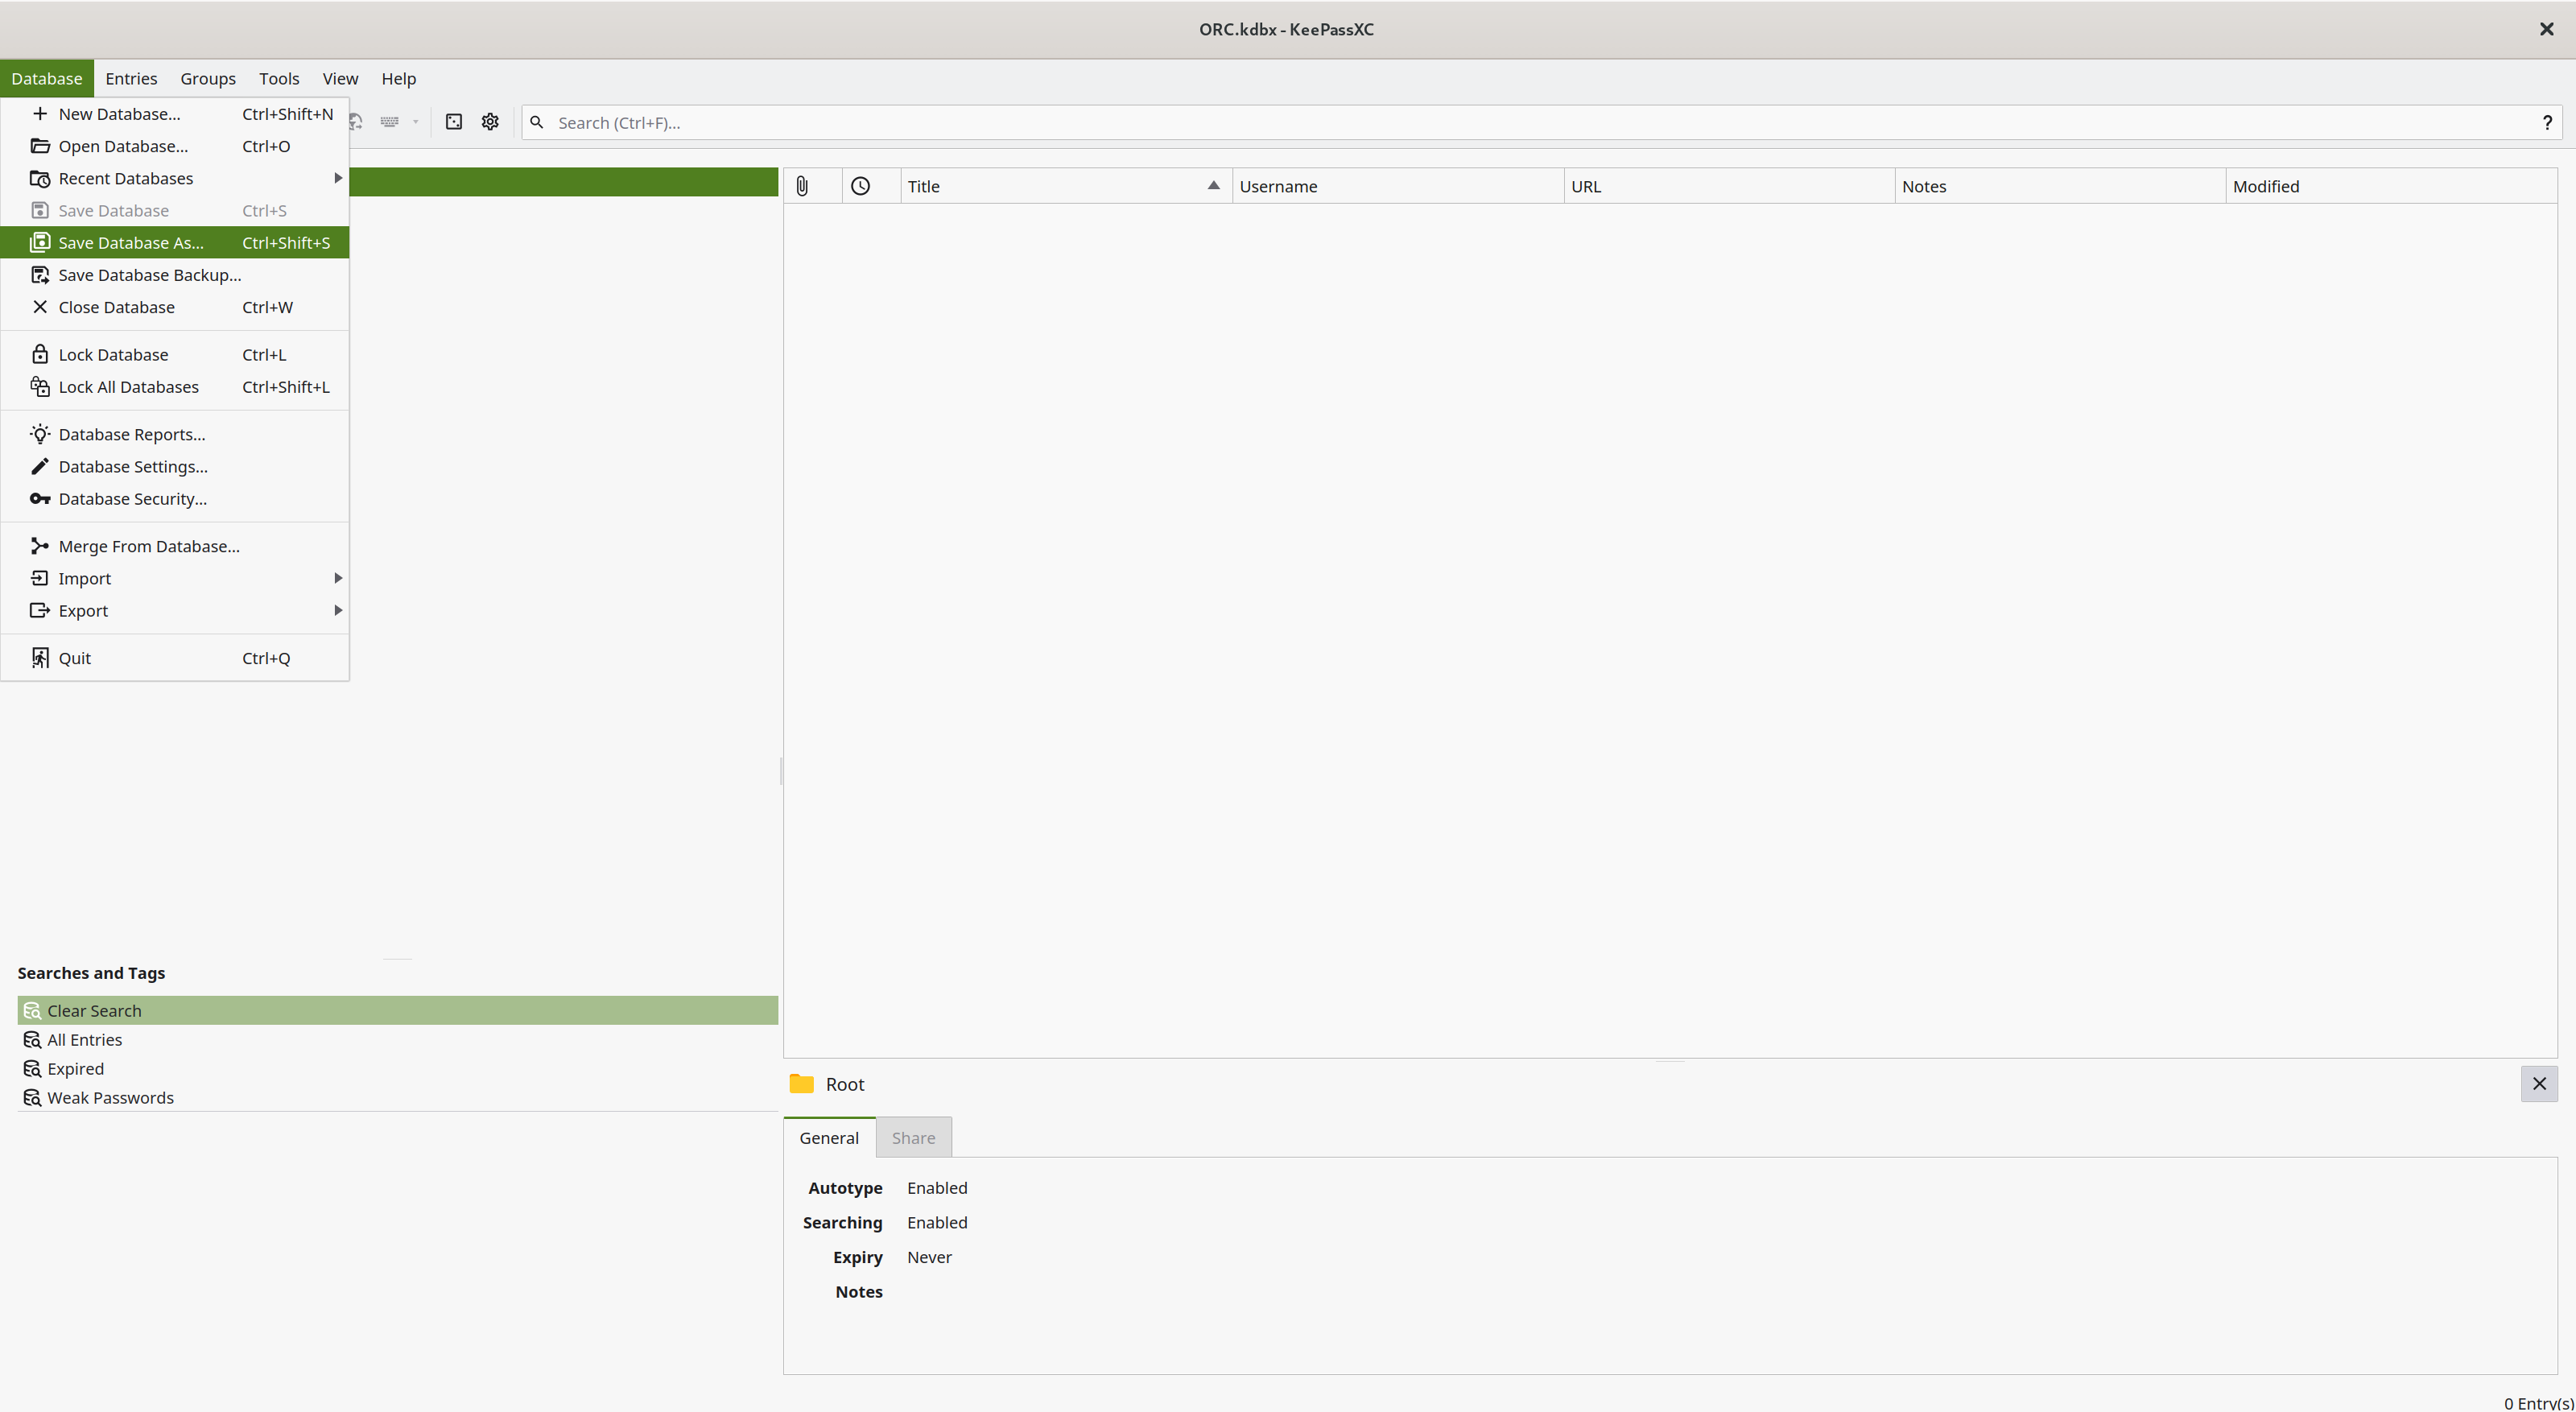 ORC.kdbx - KeePassXC
Database Entries Groups Tools View Help
New Database... Ctrl+Shift+N
Open Database... Ctrl+O
Recent Databases
Save Database Ctrl+S
Save Database As... Ctrl+Shift+S
Save Database Backup...
Close Database Ctrl+W
Lock Database Ctrl+L
Lock All Databases Ctrl+Shift+L
Database Reports...
Database Settings...
Database Security...
Merge From Database...
Import
Export
Quit Ctrl+Q
Search (Ctrl+F)... ?
Title Username URL Notes Modified
Searches and Tags
Clear Search
All Entries
Expired
Weak Passwords
Root
General Share
Autotype Enabled
Searching Enabled
Expiry Never
Notes
0 Entry(s)